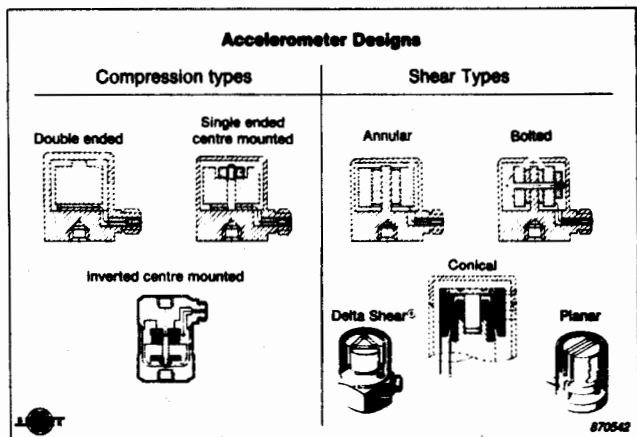 Accelerometer Designs
Compression types
Shear Types
Double ended
Single ended
centre mounted
Annular
Bolted
Inverted centre mounted
Conical
Delta Shear®
Planar
870542